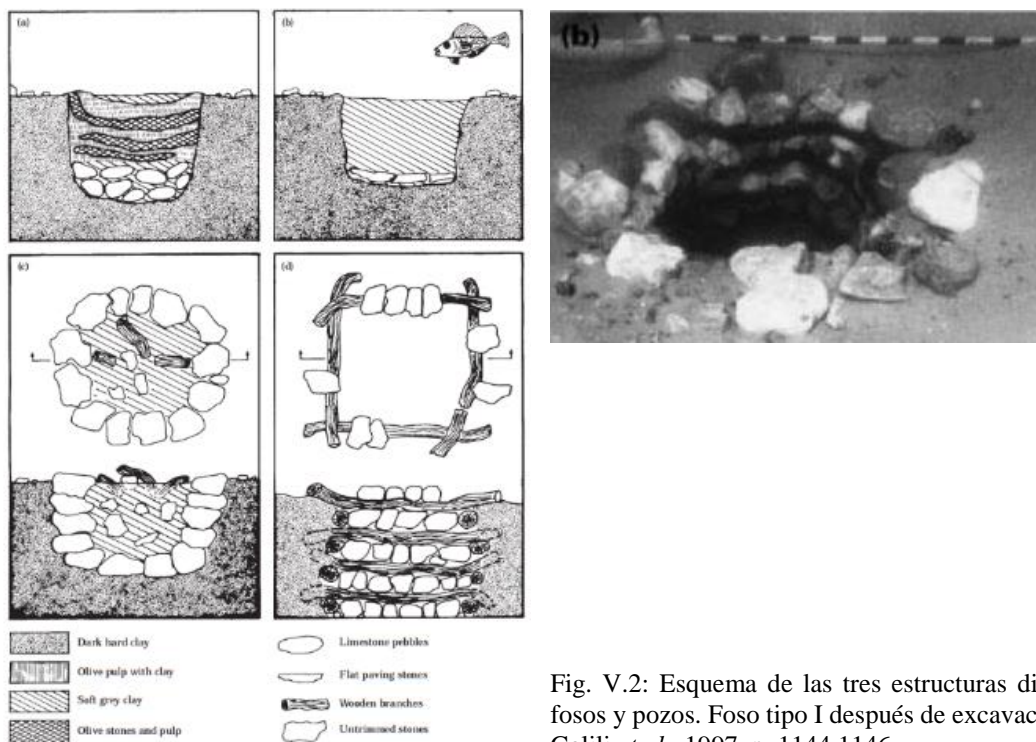 (a)
(b)
(b)
(c)
(d)
Dark hard clay
Olive pulp with clay
Soft grey clay
Olive stones and pulp
Limestone pebbles
Flat paving stones
Wooden branches
Untrimmed stones
Fig. V.2: Esquema de las tres estructuras di
fosos y pozos. Foso tipo I después de excavac